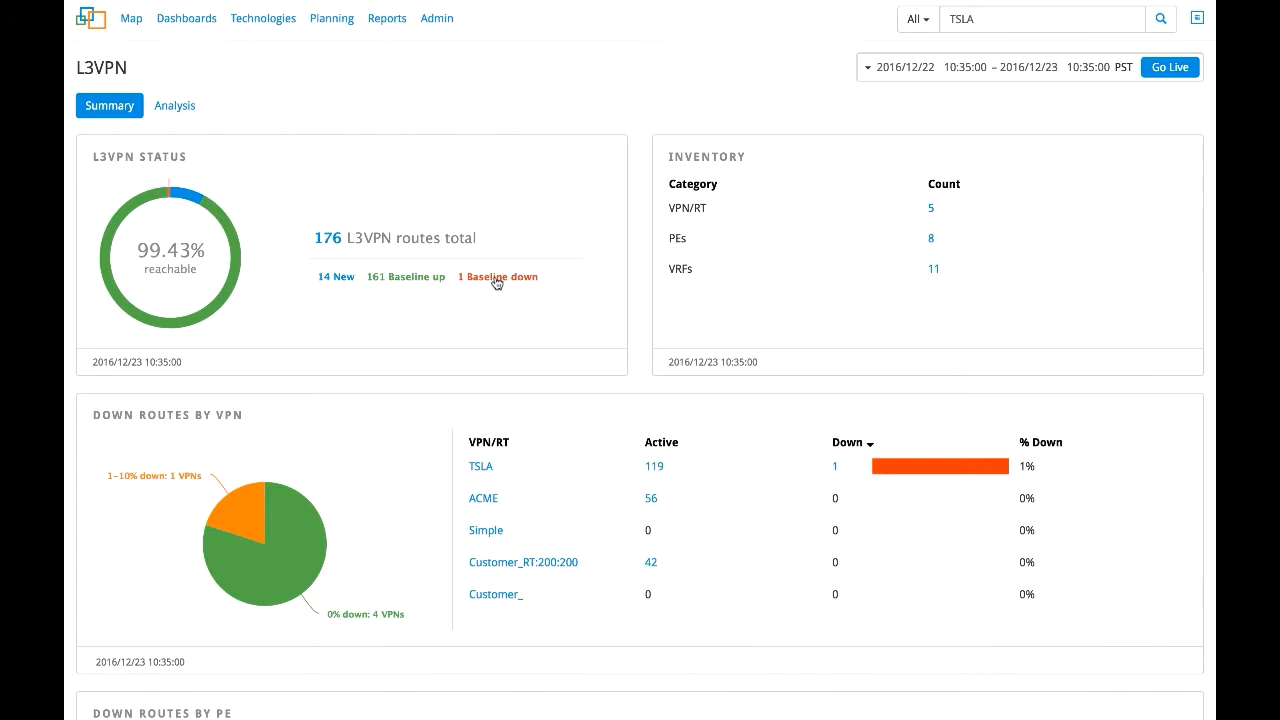 Map Dashboards Technologies Planning Reports Admin All TSLA
L3VPN 2016/12/22 10:35:00 – 2016/12/23 10:35:00 PST Go Live
Summary Analysis
L3VPN STATUS
99.43%
reachable
176 L3VPN routes total
14 New 161 Baseline up 1 Baseline down
2016/12/23 10:35:00
INVENTORY
Category Count
VPN/RT 5
PEs 8
VRFs 11
2016/12/23 10:35:00
DOWN ROUTES BY VPN
1-10% down: 1 VPNs
0% down: 4 VPNs
VPN/RT Active Down % Down
TSLA 119 1 1%
ACME 56 0 0%
Simple 0 0 0%
Customer_RT:200:200 42 0 0%
Customer_ 0 0 0%
2016/12/23 10:35:00
DOWN ROUTES BY PE